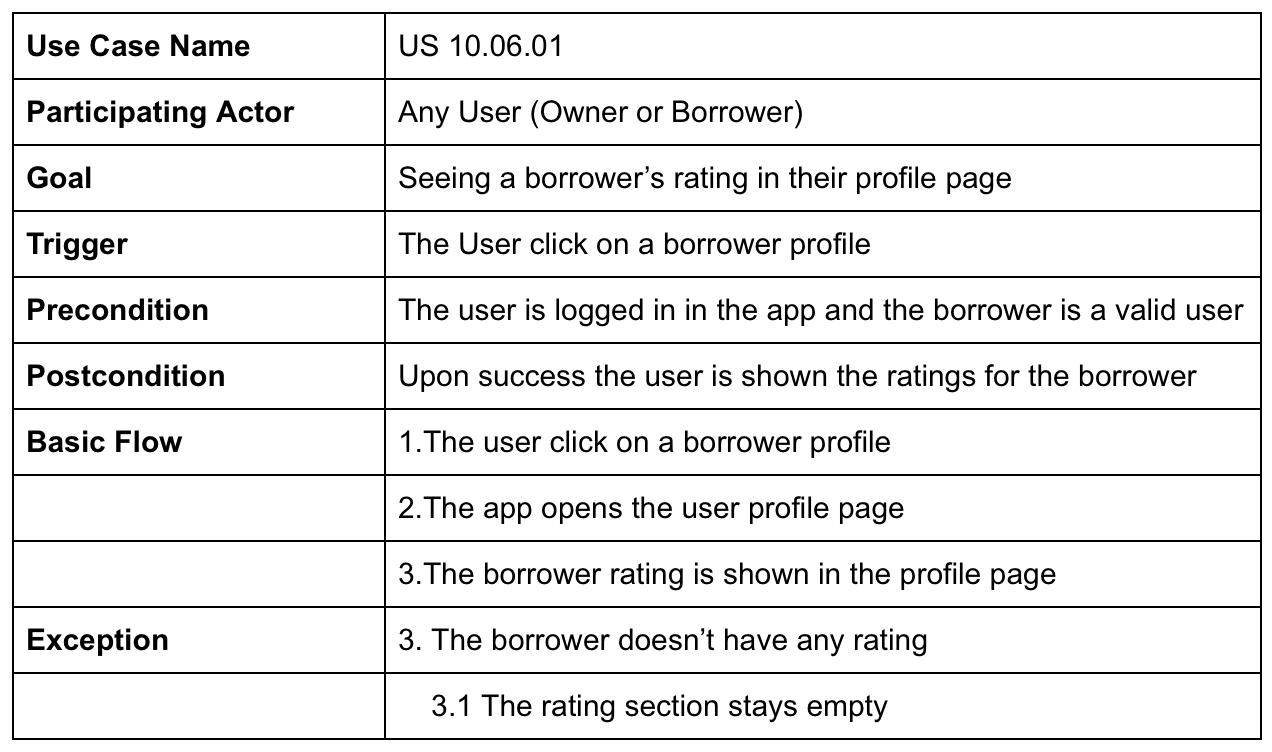 Use Case Name US 10.06.01
Participating Actor Any User (Owner or Borrower)
Goal Seeing a borrower’s rating in their profile page
Trigger The User click on a borrower profile
Precondition The user is logged in in the app and the borrower is a valid user
Postcondition Upon success the user is shown the ratings for the borrower
Basic Flow 1.The user click on a borrower profile
2.The app opens the user profile page
3.The borrower rating is shown in the profile page
Exception 3. The borrower doesn’t have any rating
3.1 The rating section stays empty